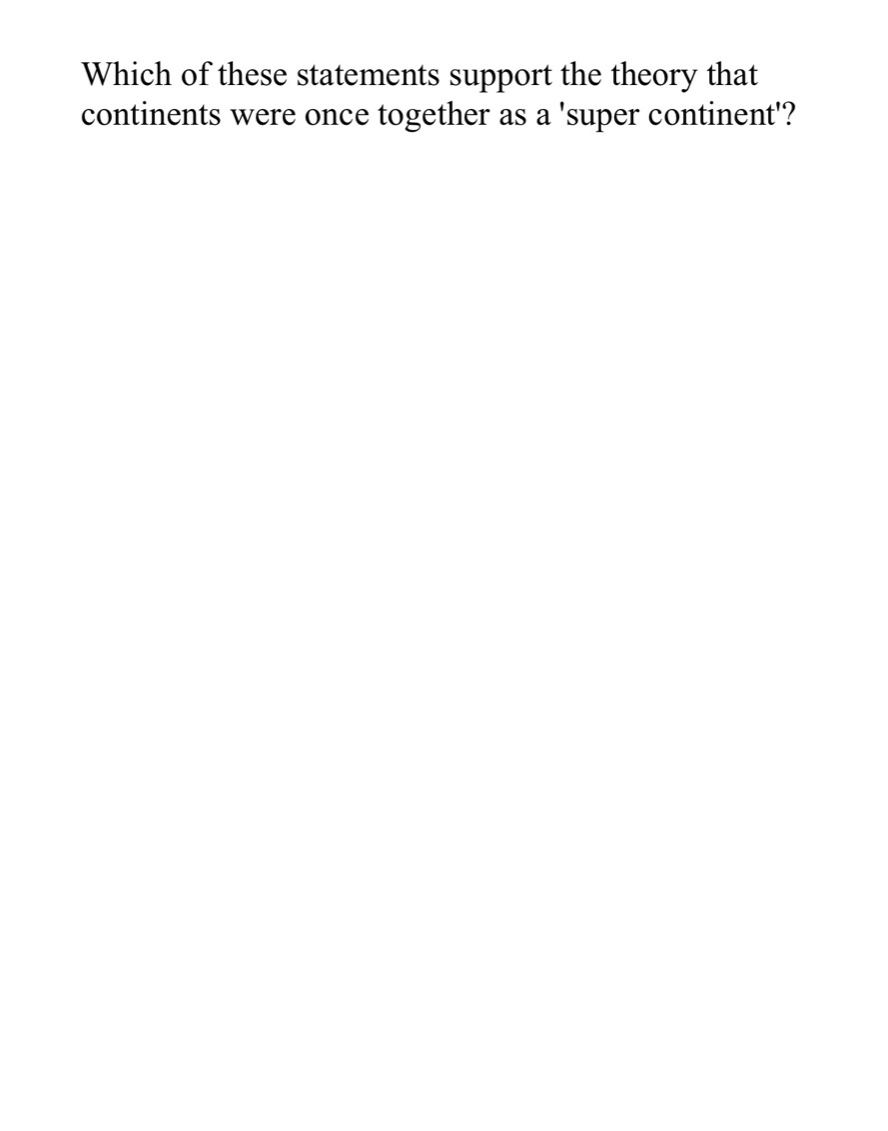 Which of these statements support the theory that
continents were once together as a 'super continent'?